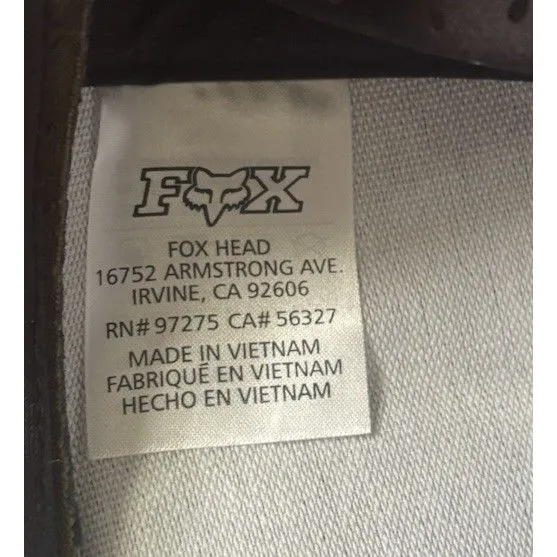 FOX
FOX HEAD
16752 ARMSTRONG AVE.
IRVINE, CA 92606
RN# 97275 CA# 56327
MADE IN VIETNAM
FABRIQUÉ EN VIETNAM
HECHO EN VIETNAM